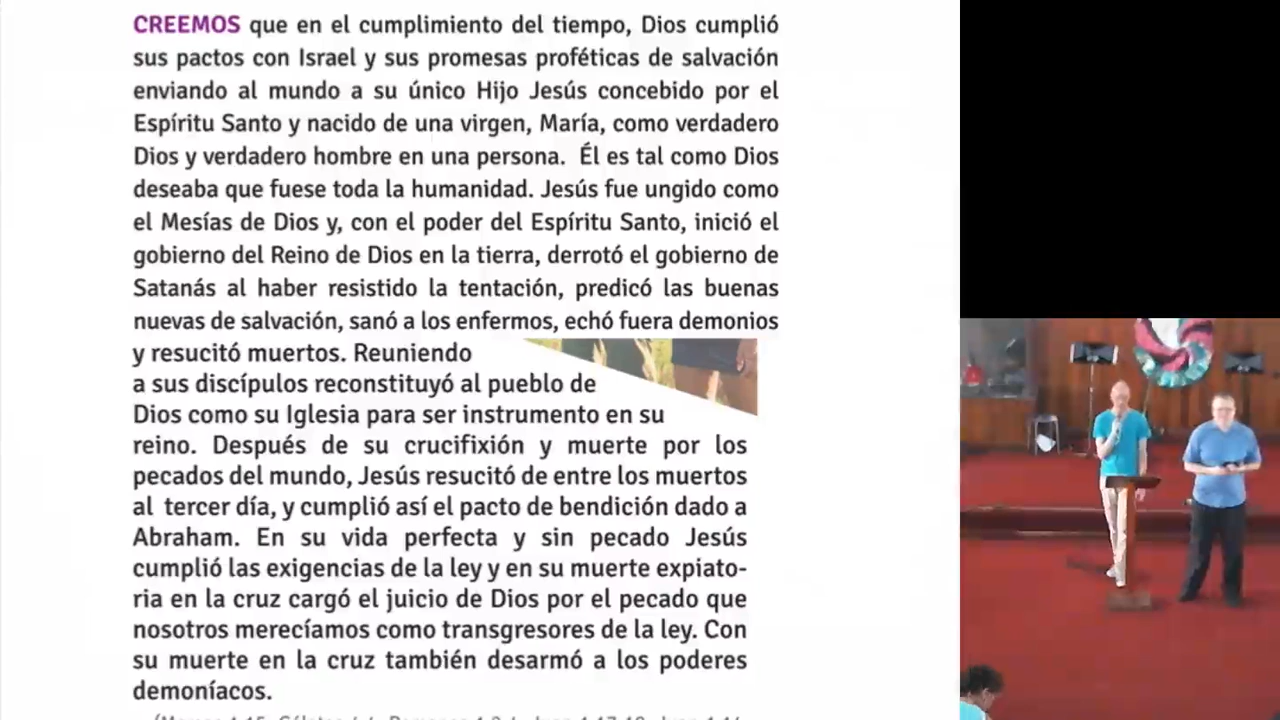 CREEMOS que en el cumplimiento del tiempo, Dios cumplió
sus pactos con Israel y sus promesas proféticas de salvación
enviando al mundo a su único Hijo Jesús concebido por el
Espíritu Santo y nacido de una virgen, María, como verdadero
Dios y verdadero hombre en una persona. Él es tal como Dios
deseaba que fuese toda la humanidad. Jesús fue ungido como
el Mesías de Dios y, con el poder del Espíritu Santo, inició el
gobierno del Reino de Dios en la tierra, derrotó el gobierno de
Satanás al haber resistido la tentación, predicó las buenas
nuevas de salvación, sanó a los enfermos, echó fuera demonios
y resucitó muertos. Reuniendo
a sus discípulos reconstituyó al pueblo de
Dios como su Iglesia para ser instrumento en su
reino. Después de su crucifixión y muerte por los
pecados del mundo, Jesús resucitó de entre los muertos
al tercer día, y cumplió así el pacto de bendición dado a
Abraham. En su vida perfecta y sin pecado Jesús
cumplió las exigencias de la ley y en su muerte expiato-
ria en la cruz cargó el juicio de Dios por el pecado que
nosotros merecíamos como transgresores de la ley. Con
su muerte en la cruz también desarmó a los poderes
demoníacos.